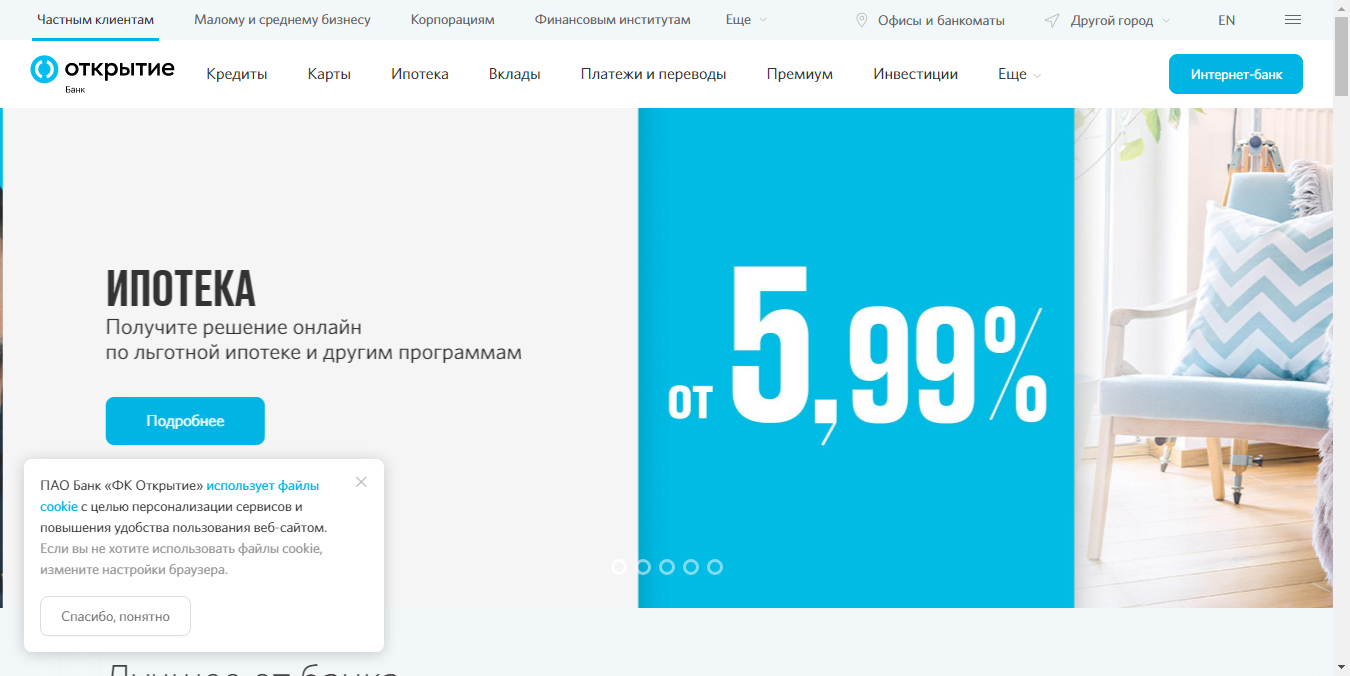 Частным клиентам Малому и среднему бизнесу Корпорациям Финансовым институтам Еще Офисы и банкоматы Другой город EN
открытие
Банк
Кредиты Карты Ипотека Вклады Платежи и переводы Премиум Инвестиции Еще Интернет-банк
ИПОТЕКА
Получите решение онлайн
по льготной ипотеке и другим программам
Подробнее
от 5,99%
ПАО Банк «ФК Открытие» использует файлы
cookie с целью персонализации сервисов и
повышения удобства пользования веб-сайтом.
Если вы не хотите использовать файлы cookie,
измените настройки браузера.
Спасибо, понятно
Лучшее от банка